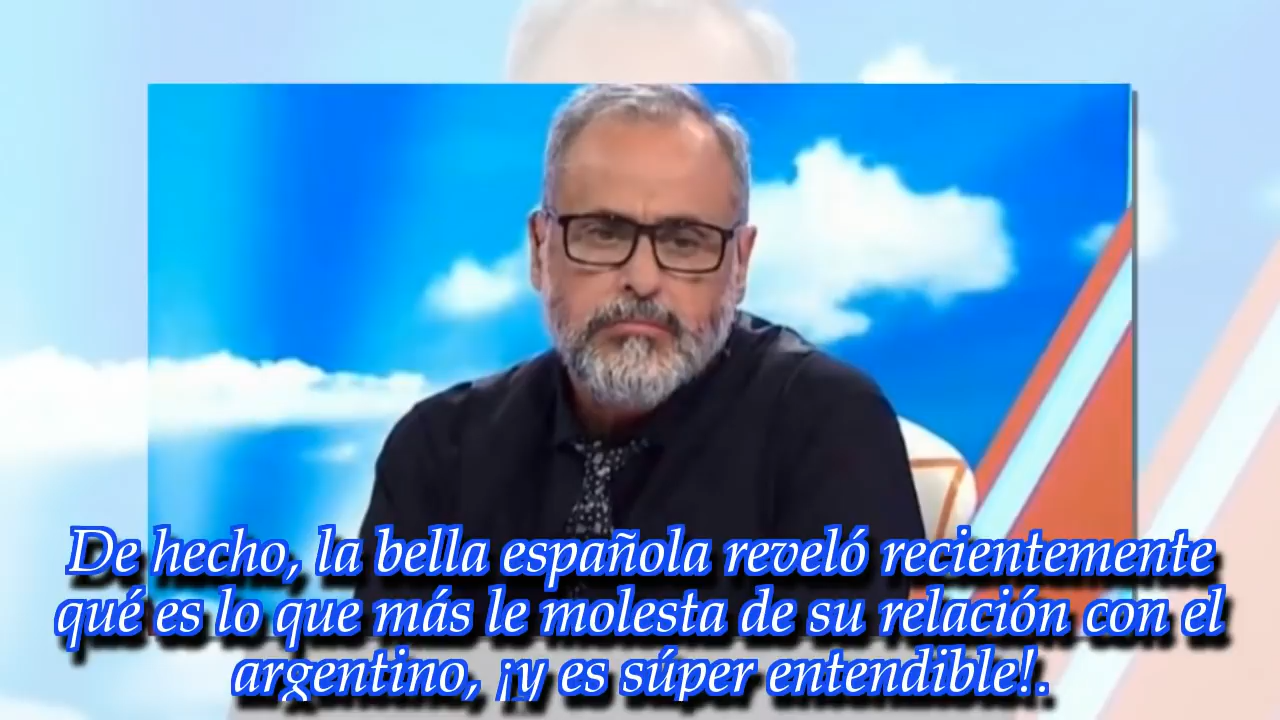 De hecho, la bella española reveló recientemente
qué es lo que más le molesta de su relación con el
argentino, ¡y es súper entendible!.